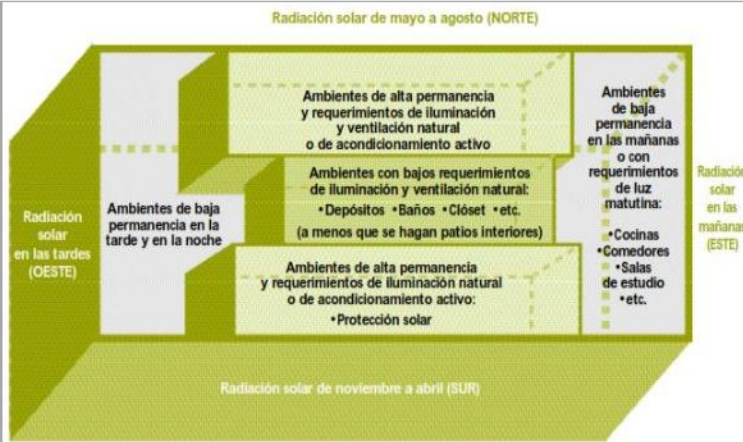 Radiación solar de mayo a agosto (NORTE)
Ambientes de alta permanencia
y requerimientos de iluminación
y ventilación natural
o de acondicionamiento activo
Ambientes
de baja
permanencia
en las mañanas
o con
requerimientos
de luz
matutina:
•Cocinas
•Comedores
•Salas
de estudio
•etc.
Radiación
solar
en las
mañanas
(ESTE)
Ambientes con bajos requerimientos
de iluminación y ventilación natural:
•Depósitos •Baños •Clóset •etc.
(a menos que se hagan patios interiores)
Radiación
solar
en las tardes
(OESTE)
Ambientes de baja
permanencia en la
tarde y en la noche
Ambientes de alta permanencia
y requerimientos de iluminación natural
o de acondicionamiento activo:
•Protección solar
Radiación solar de noviembre a abril (SUR)